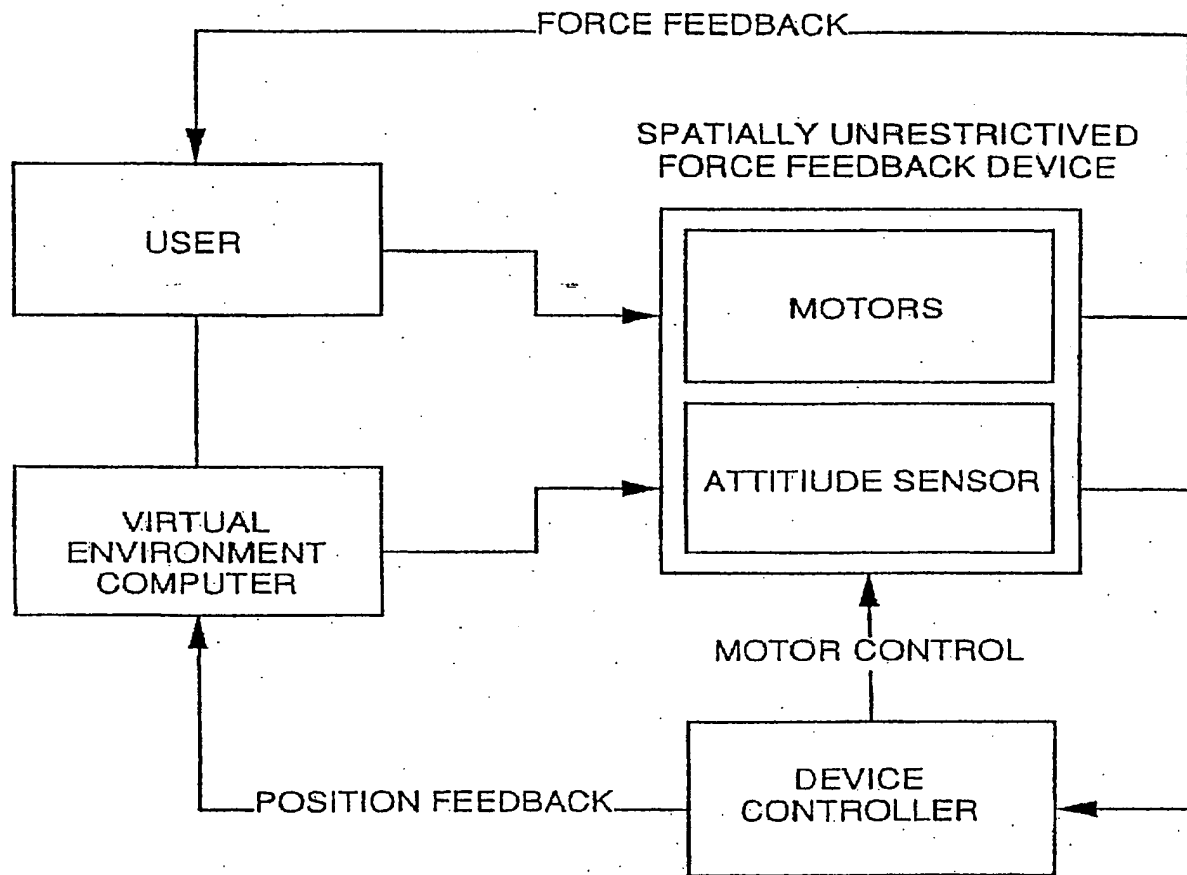 FORCE FEEDBACK
SPATIALLY UNRESTRICTIVED
FORCE FEEDBACK DEVICE
USER
MOTORS
ATTITIUDE SENSOR
VIRTUAL
ENVIRONMENT
COMPUTER
MOTOR CONTROL
POSITION FEEDBACK
DEVICE
CONTROLLER